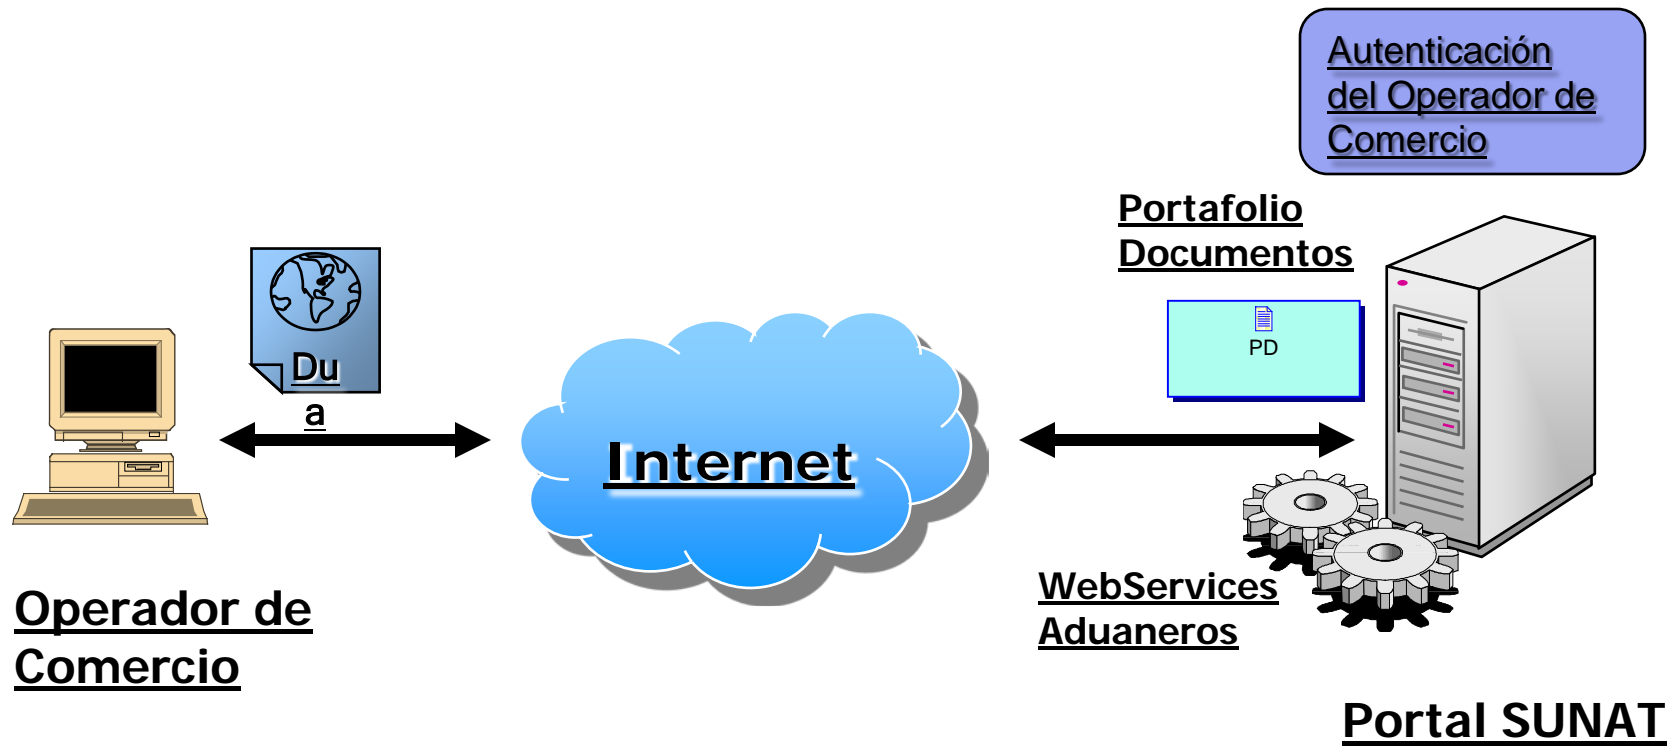 Autenticación
del Operador de
Comercio
Portafolio
Documentos
PD
Du
a
Internet
WebServices
Aduaneros
Operador de
Comercio
Portal SUNAT